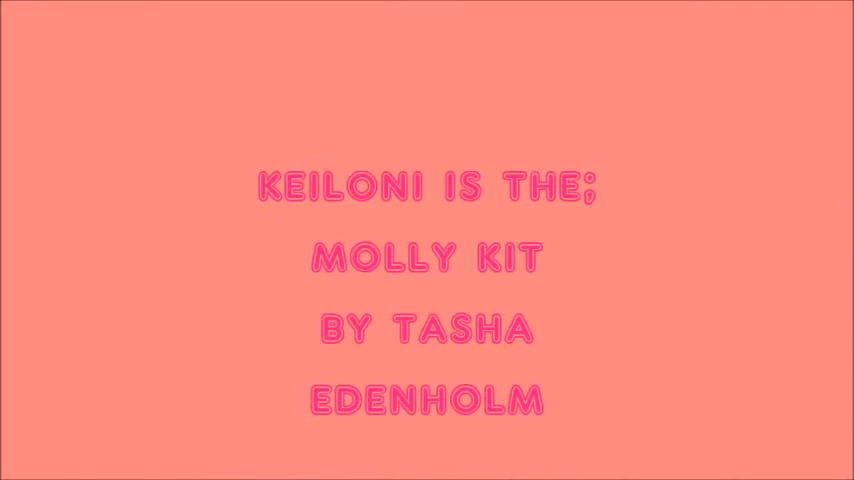 KEILONI IS THE;
MOLLY KIT
BY TASHA
EDENHOLM